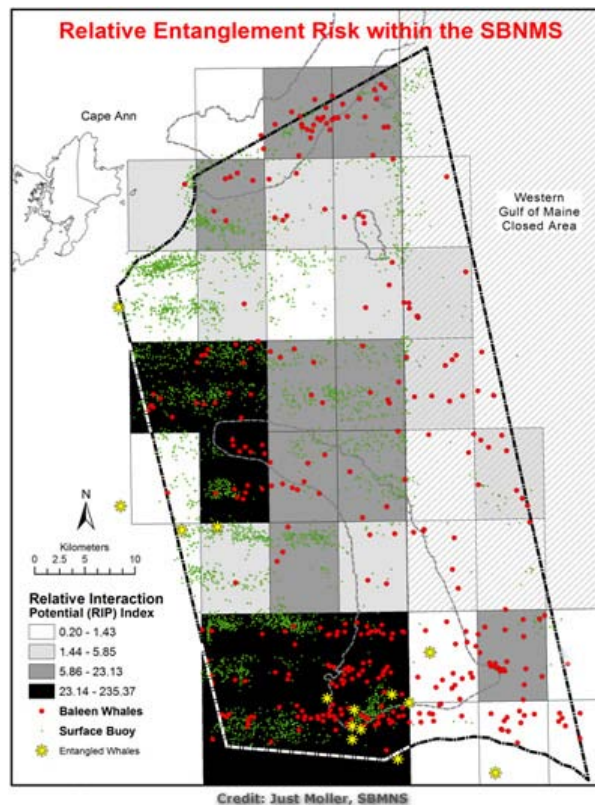 Relative Entanglement Risk within the SBNMS
Cape Ann
Western
Gulf of Maine
Closed Area
N
Kilometers
0 2.5 5 10
Relative Interaction
Potential (RIP) Index
0.20 - 1.43
1.44 - 5.85
5.86 - 23.13
23.14 - 235.37
Baleen Whales
Surface Buoy
Entangled Whales
Credit: Just Moller, SBMNS